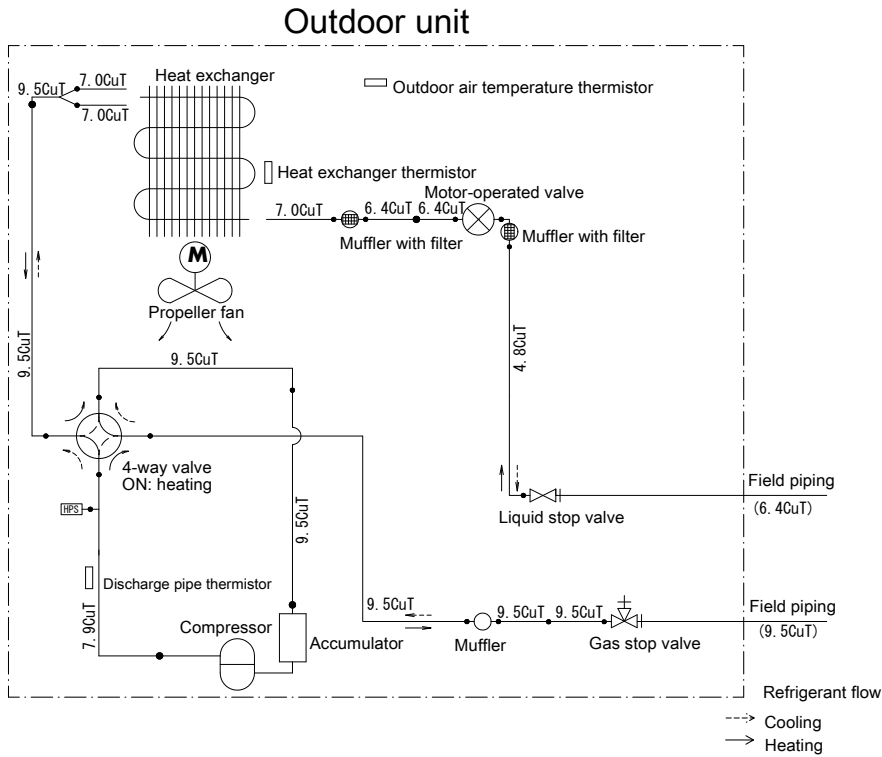 Outdoor unit
Heat exchanger
Outdoor air temperature thermistor
9.5CuT
7.0CuT
7.0CuT
Heat exchanger thermistor
Motor-operated valve
7.0CuT
6.4CuT
6.4CuT
Muffler with filter
Muffler with filter
M
Propeller fan
9.5CuT
9.5CuT
4.8CuT
4-way valve
ON: heating
HPS
9.5CuT
Liquid stop valve
Field piping
(6.4CuT)
Discharge pipe thermistor
7.9CuT
Compressor
Accumulator
9.5CuT
Muffler
9.5CuT
9.5CuT
Gas stop valve
Field piping
(9.5CuT)
Refrigerant flow
Cooling
Heating